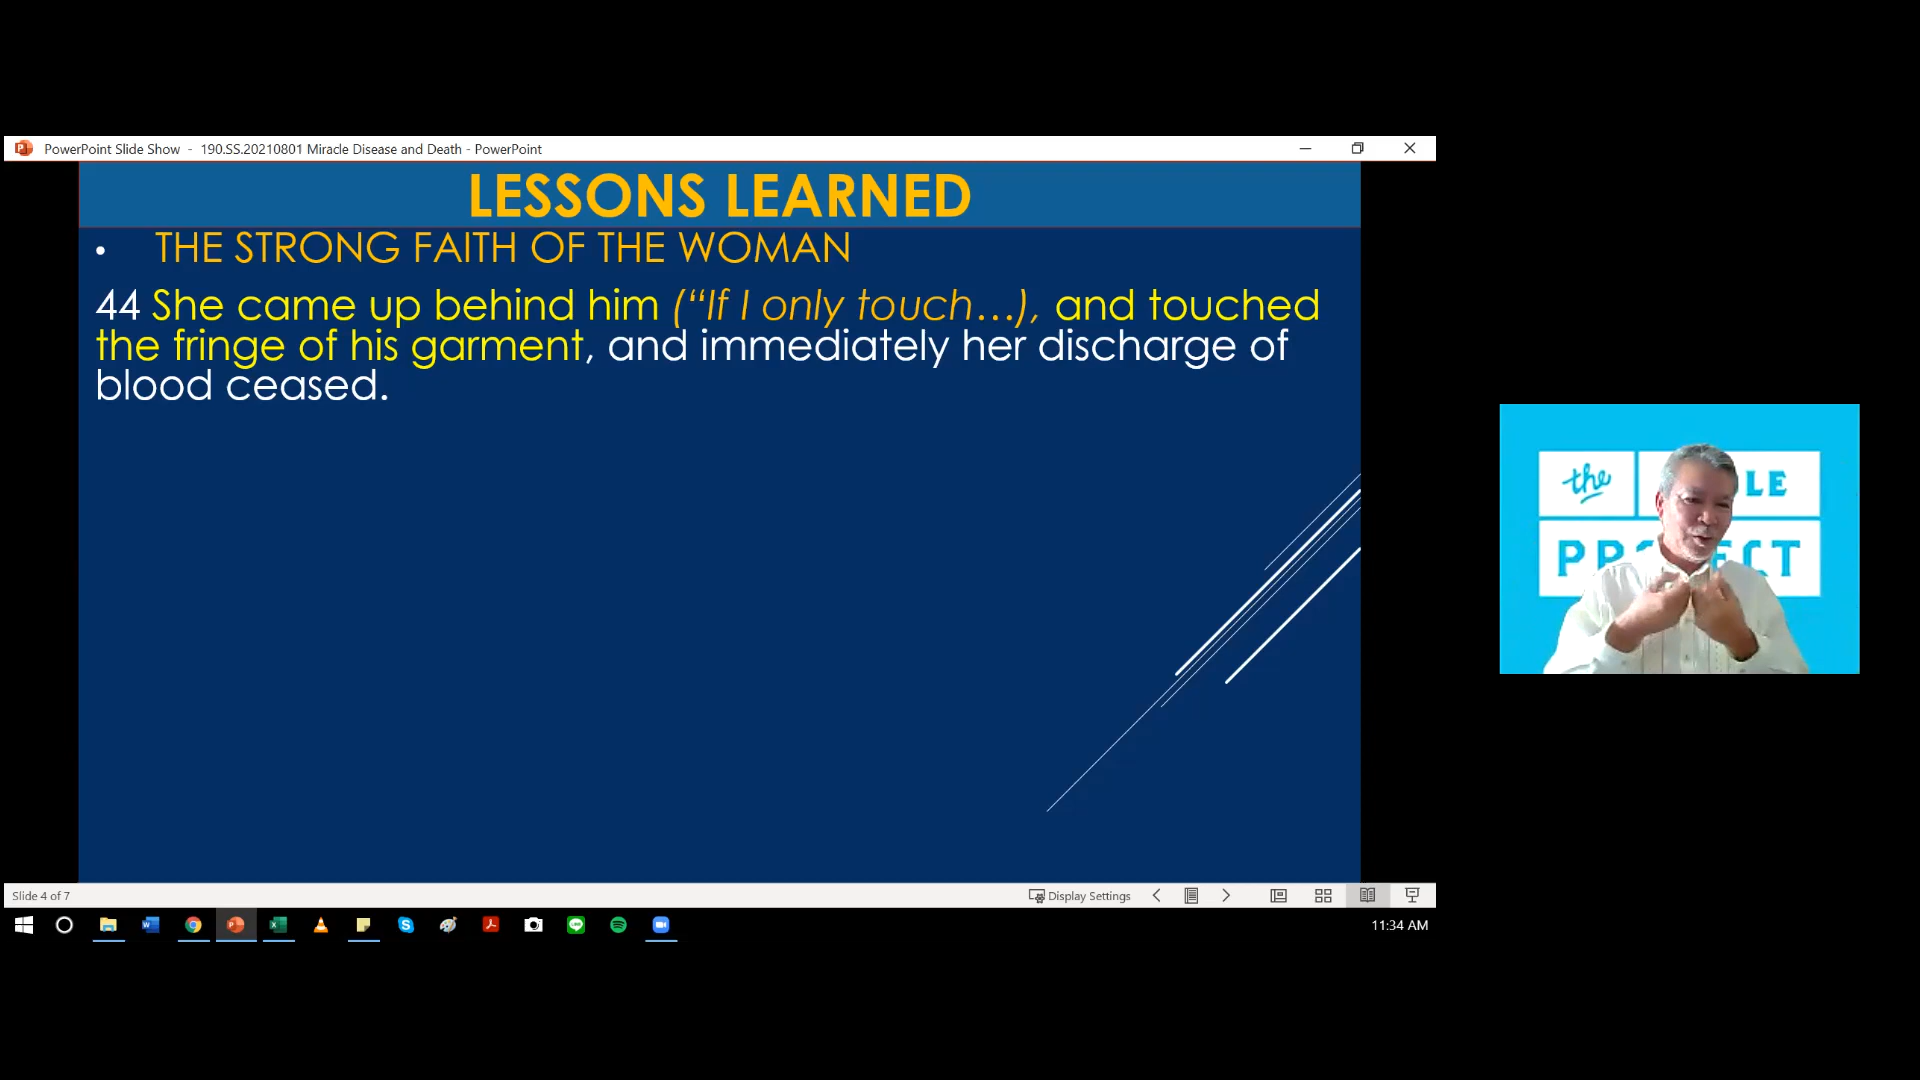 PowerPoint Slide Show - 190.SS.20210801 Miracle Disease and Death - PowerPoint
LESSONS LEARNED
• THE STRONG FAITH OF THE WOMAN
44 She came up behind him (“If I only touch…), and touched
the fringe of his garment, and immediately her discharge of
blood ceased.
the LE
PR CT
Slide 4 of 7
Display Settings
11:34 AM